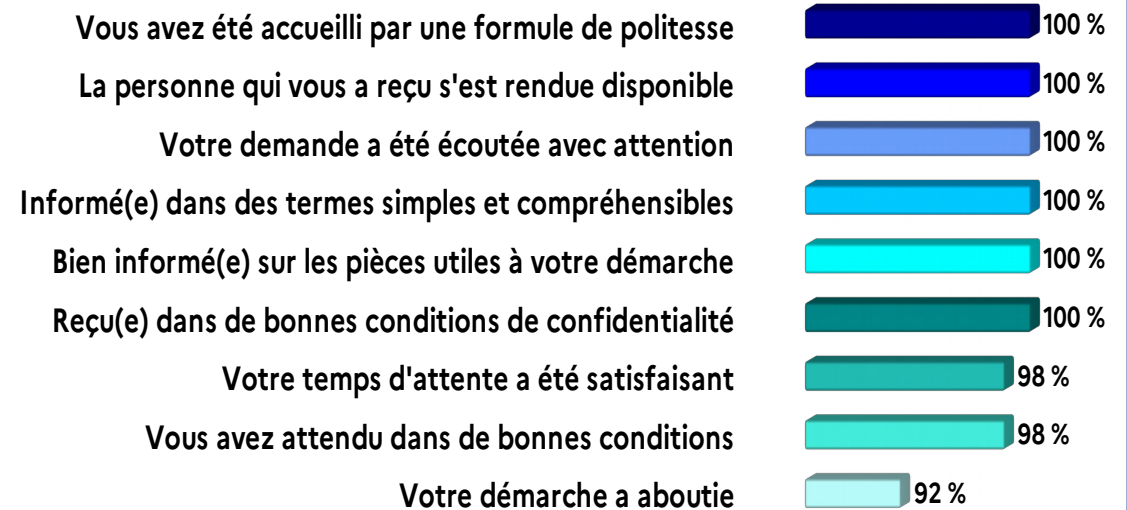 Vous avez été accueilli par une formule de politesse 100 %
La personne qui vous a reçu s'est rendue disponible 100 %
Votre demande a été écoutée avec attention 100 %
Informé(e) dans des termes simples et compréhensibles 100 %
Bien informé(e) sur les pièces utiles à votre démarche 100 %
Reçu(e) dans de bonnes conditions de confidentialité 100 %
Votre temps d'attente a été satisfaisant 98 %
Vous avez attendu dans de bonnes conditions 98 %
Votre démarche a aboutie 92 %